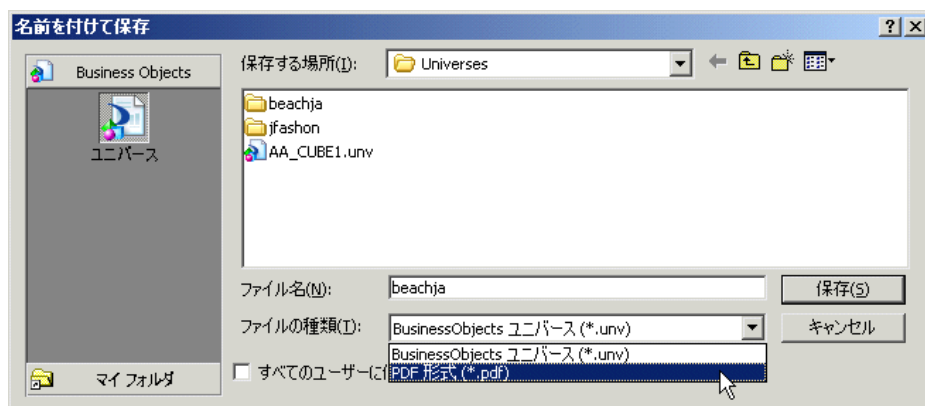 名前を付けて保存
Business Objects
ユニバース
マイ フォルダ
保存する場所(I): Universes
beachja
jfashon
AA_CUBE1.unv
ファイル名(N): beachja 保存(S)
ファイルの種類(T): BusinessObjects ユニバース (*.unv) キャンセル
BusinessObjects ユニバース (*.unv)
すべてのユーザーに PDF 形式 (*.pdf)